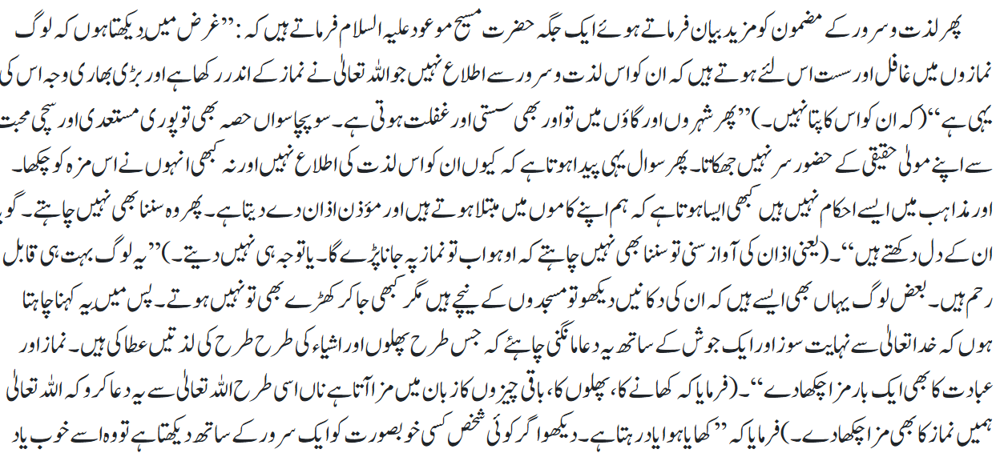 پھر لذت و سرور کے مضمون کو مزید بیان فرماتے ہوئے ایک جگہ حضرت مسیح موعود علیہ السلام فرماتے ہیں کہ: ’’غرض میں دیکھتا ہوں کہ لوگ
نمازوں میں غافل اور سست اس لئے ہوتے ہیں کہ ان کو اس لذت و سرور سے اطلاع نہیں جو اللہ تعالیٰ نے نماز کے اندر رکھا ہے اور بڑی بھاری وجہ اس کی
یہی ہے‘‘ (کہ ان کو اس کا پتا نہیں۔) ’’پھر شہروں اور گاؤں میں تو اور بھی سستی اور غفلت ہوتی ہے۔ سو پچاسواں حصہ بھی تو پوری مستعدی اور سچی محبت
سے اپنے مولیٰ حقیقی کے حضور سر نہیں جھکاتا۔ پھر سوال یہی پیدا ہوتا ہے کہ کیوں ان کو اس لذت کی اطلاع نہیں اور نہ کبھی انہوں نے اس مزہ کو چکھا۔
اور مذاہب میں ایسے احکام نہیں ہیں کبھی ایسا ہوتا ہے کہ ہم اپنے کاموں میں مبتلا ہوتے ہیں اور مؤذن اذان دے دیتا ہے۔ پھر وہ سننا بھی نہیں چاہتے۔ گویا
ان کے دل دکھتے ہیں‘‘۔ (یعنی اذان کی آواز سنی تو سننا بھی نہیں چاہتے کہ اوہو اب تو نماز پہ جانا پڑے گا۔ یا توجہ ہی نہیں دیتے۔) ’’یہ لوگ بہت ہی قابل
رحم ہیں۔ بعض لوگ یہاں بھی ایسے ہیں کہ ان کی دکانیں دیکھو تو مسجدوں کے نیچے ہیں مگر کبھی جا کر کھڑے بھی تو نہیں ہوتے۔ پس میں یہ کہنا چاہتا
ہوں کہ خدا تعالیٰ سے نہایت سوز اور ایک جوش کے ساتھ یہ دعا مانگنی چاہئے کہ جس طرح پھلوں اور اشیاء کی طرح طرح کی لذتیں عطا کی ہیں۔ نماز اور
عبادت کا بھی ایک بار مزا چکھا دے‘‘۔ (فرمایا کہ کھانے کا، پھلوں کا، باقی چیزوں کا زبان میں مزا آتا ہے ناں اسی طرح اللہ تعالیٰ سے یہ دعا کرو کہ اللہ تعالیٰ
ہمیں نماز کا بھی مزا چکھا دے۔) فرمایا کہ ’’کھایا ہوا یاد رہتا ہے۔ دیکھو اگر کوئی شخص کسی خوبصورت کو ایک سرور کے ساتھ دیکھتا ہے تو وہ اسے خوب یاد